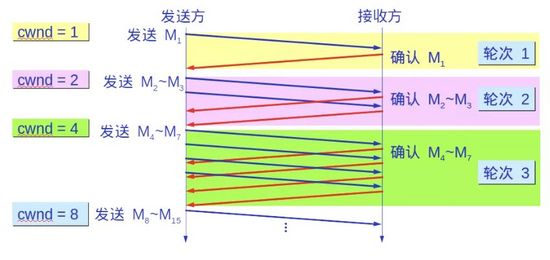 发送方 接收方
cwnd = 1 发送 M1 确认 M1 轮次 1
cwnd = 2 发送 M2~M3 确认 M2~M3 轮次 2
cwnd = 4 发送 M4~M7 确认 M4~M7 轮次 3
cwnd = 8 发送 M8~M15
⋮